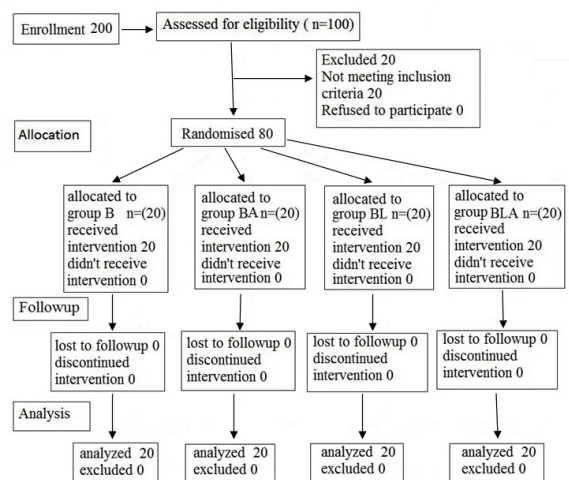 Enrollment 200
Assessed for eligibility ( n=100)
Excluded 20
Not meeting inclusion
criteria 20
Refused to participate 0
Allocation
Randomised 80
allocated to
group B n=(20)
received
intervention 20
didn't receive
intervention 0
allocated to
group BA n=(20)
received
intervention 20
didn't receive
intervention 0
allocated to
group BL n=(20)
received
intervention 20
didn't receive
intervention 0
allocated to
group BLA n=(20)
received
intervention 20
didn't receive
intervention 0
Followup
lost to followup 0
discontinued
intervention 0
lost to followup 0
discontinued
intervention 0
lost to followup 0
discontinued
intervention 0
lost to followup 0
discontinued
intervention 0
Analysis
analyzed 20
excluded 0
analyzed 20
excluded 0
analyzed 20
excluded 0
analyzed 20
excluded 0